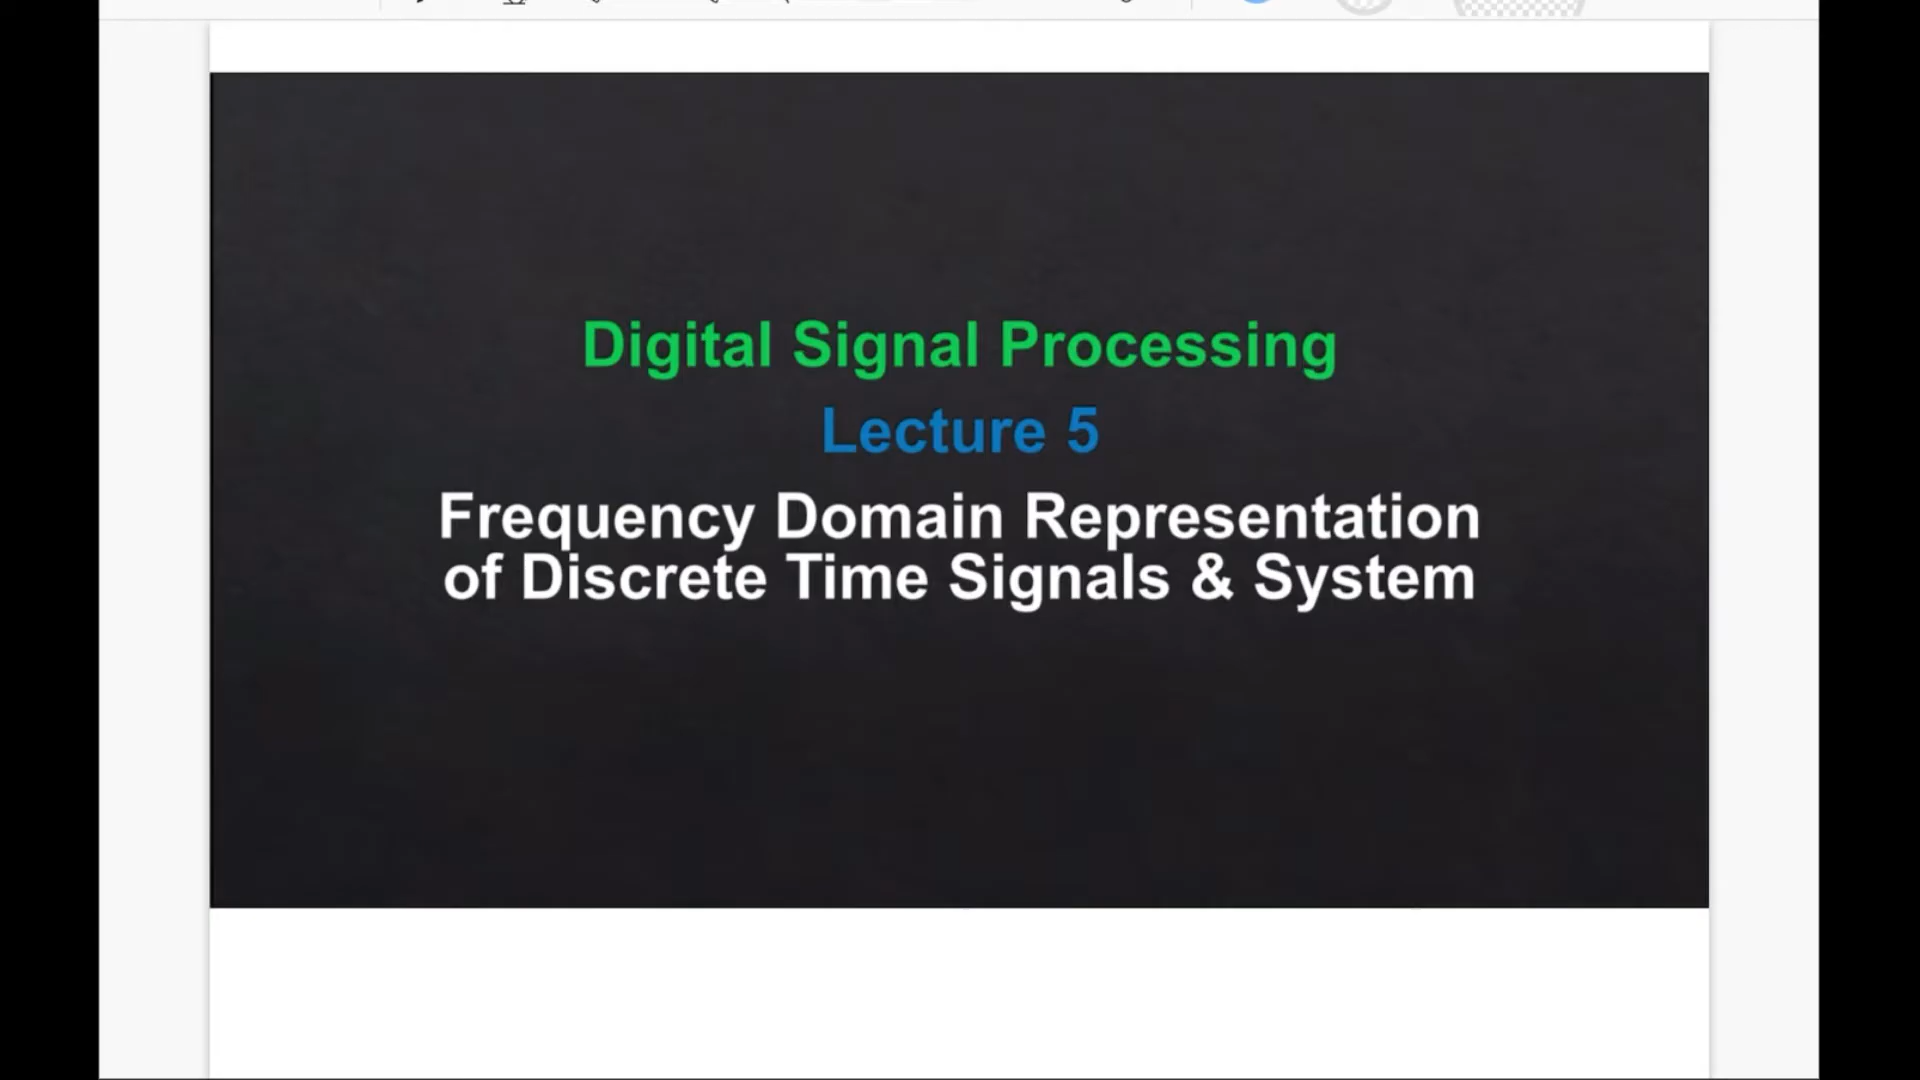 Digital Signal Processing
Lecture 5
Frequency Domain Representation
of Discrete Time Signals & System